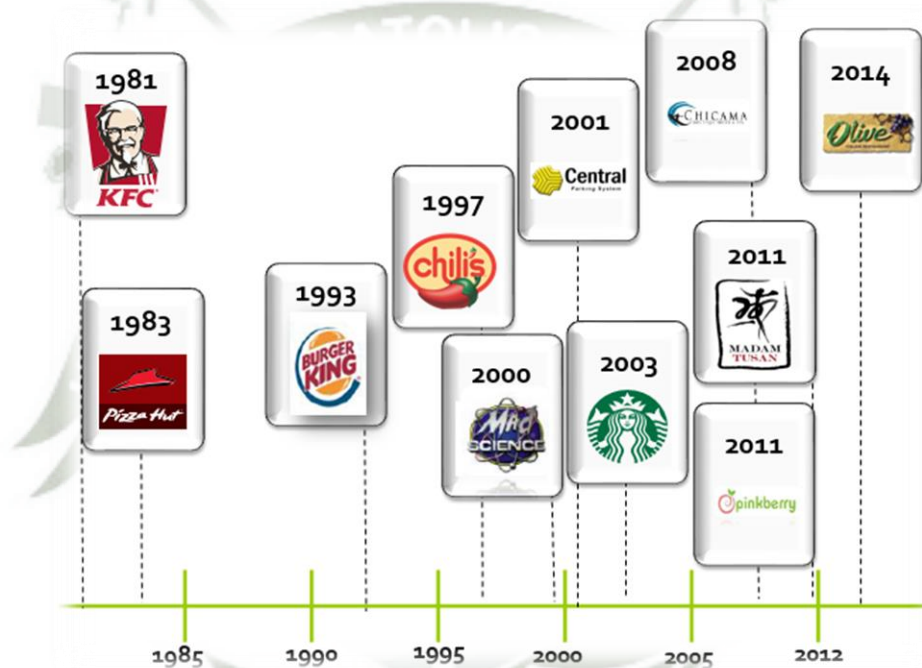 1981
KFC
1983
Pizza Hut
1993
BURGER
KING
1997
chili's
2000
MAD
SCIENCE
2001
Central
Parking System
2003
2008
CHICAMA
2011
MADAM
TUSAN
2011
pinkberry
2014
Olive
1985
1990
1995
2000
2005
2012